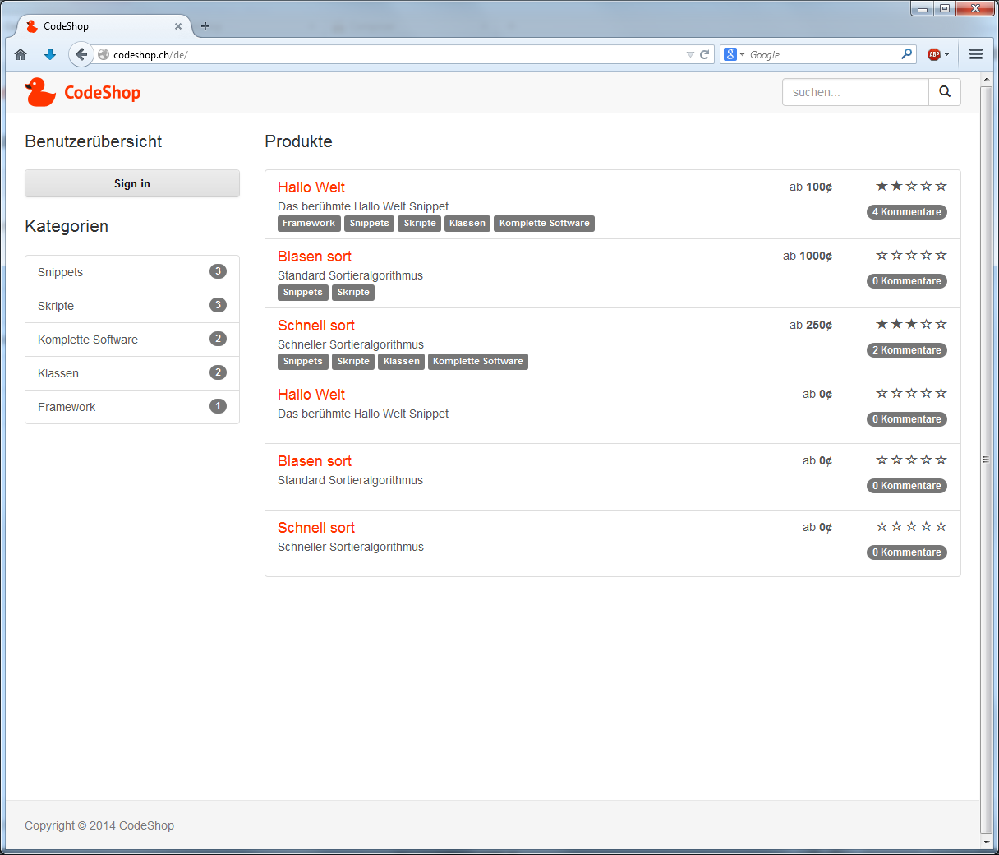 CodeShop
codeshop.ch/de/
Google
ABP
CodeShop
suchen...
Benutzerübersicht
Sign in
Kategorien
Snippets 3
Skripte 3
Komplette Software 2
Klassen 2
Framework 1
Produkte
Hallo Welt ab 100¢
Das berühmte Hallo Welt Snippet 4 Kommentare
Framework Snippets Skripte Klassen Komplette Software
Blasen sort ab 1000¢
Standard Sortieralgorithmus 0 Kommentare
Snippets Skripte
Schnell sort ab 250¢
Schneller Sortieralgorithmus 2 Kommentare
Snippets Skripte Klassen Komplette Software
Hallo Welt ab 0¢
Das berühmte Hallo Welt Snippet 0 Kommentare
Blasen sort ab 0¢
Standard Sortieralgorithmus 0 Kommentare
Schnell sort ab 0¢
Schneller Sortieralgorithmus 0 Kommentare
Copyright © 2014 CodeShop